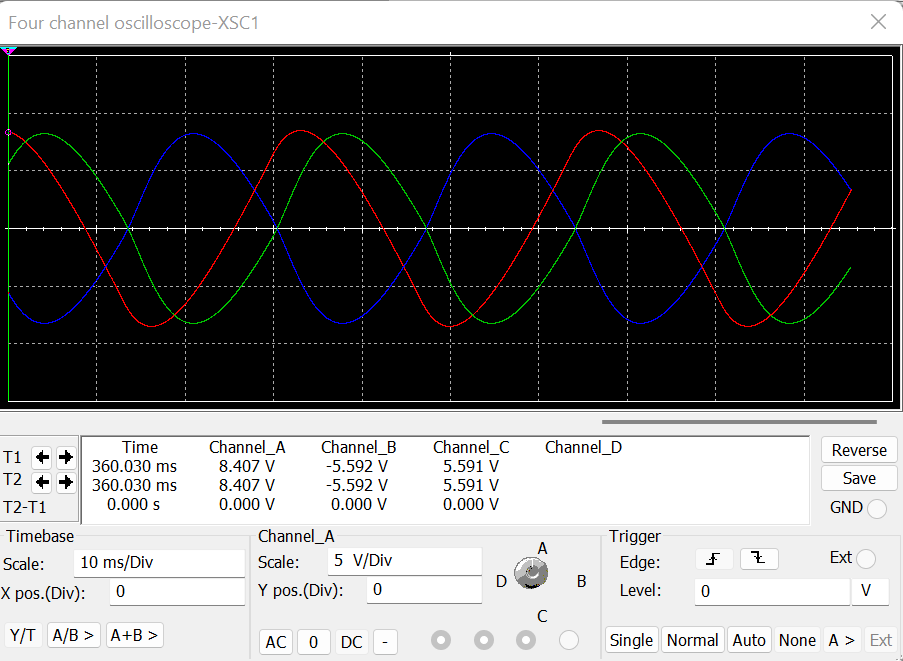 Four channel oscilloscope-XSC1
Time Channel_A Channel_B Channel_C Channel_D
T1 360.030 ms 8.407 V -5.592 V 5.591 V
T2 360.030 ms 8.407 V -5.592 V 5.591 V
T2-T1 0.000 s 0.000 V 0.000 V 0.000 V
Reverse
Save
GND
Timebase
Scale: 10 ms/Div
X pos.(Div): 0
Y/T A/B > A+B >
Channel_A
Scale: 5 V/Div
Y pos.(Div): 0
AC 0 DC -
A
D B
C
Trigger
Edge: Ext
Level: 0 V
Single Normal Auto None A > Ext